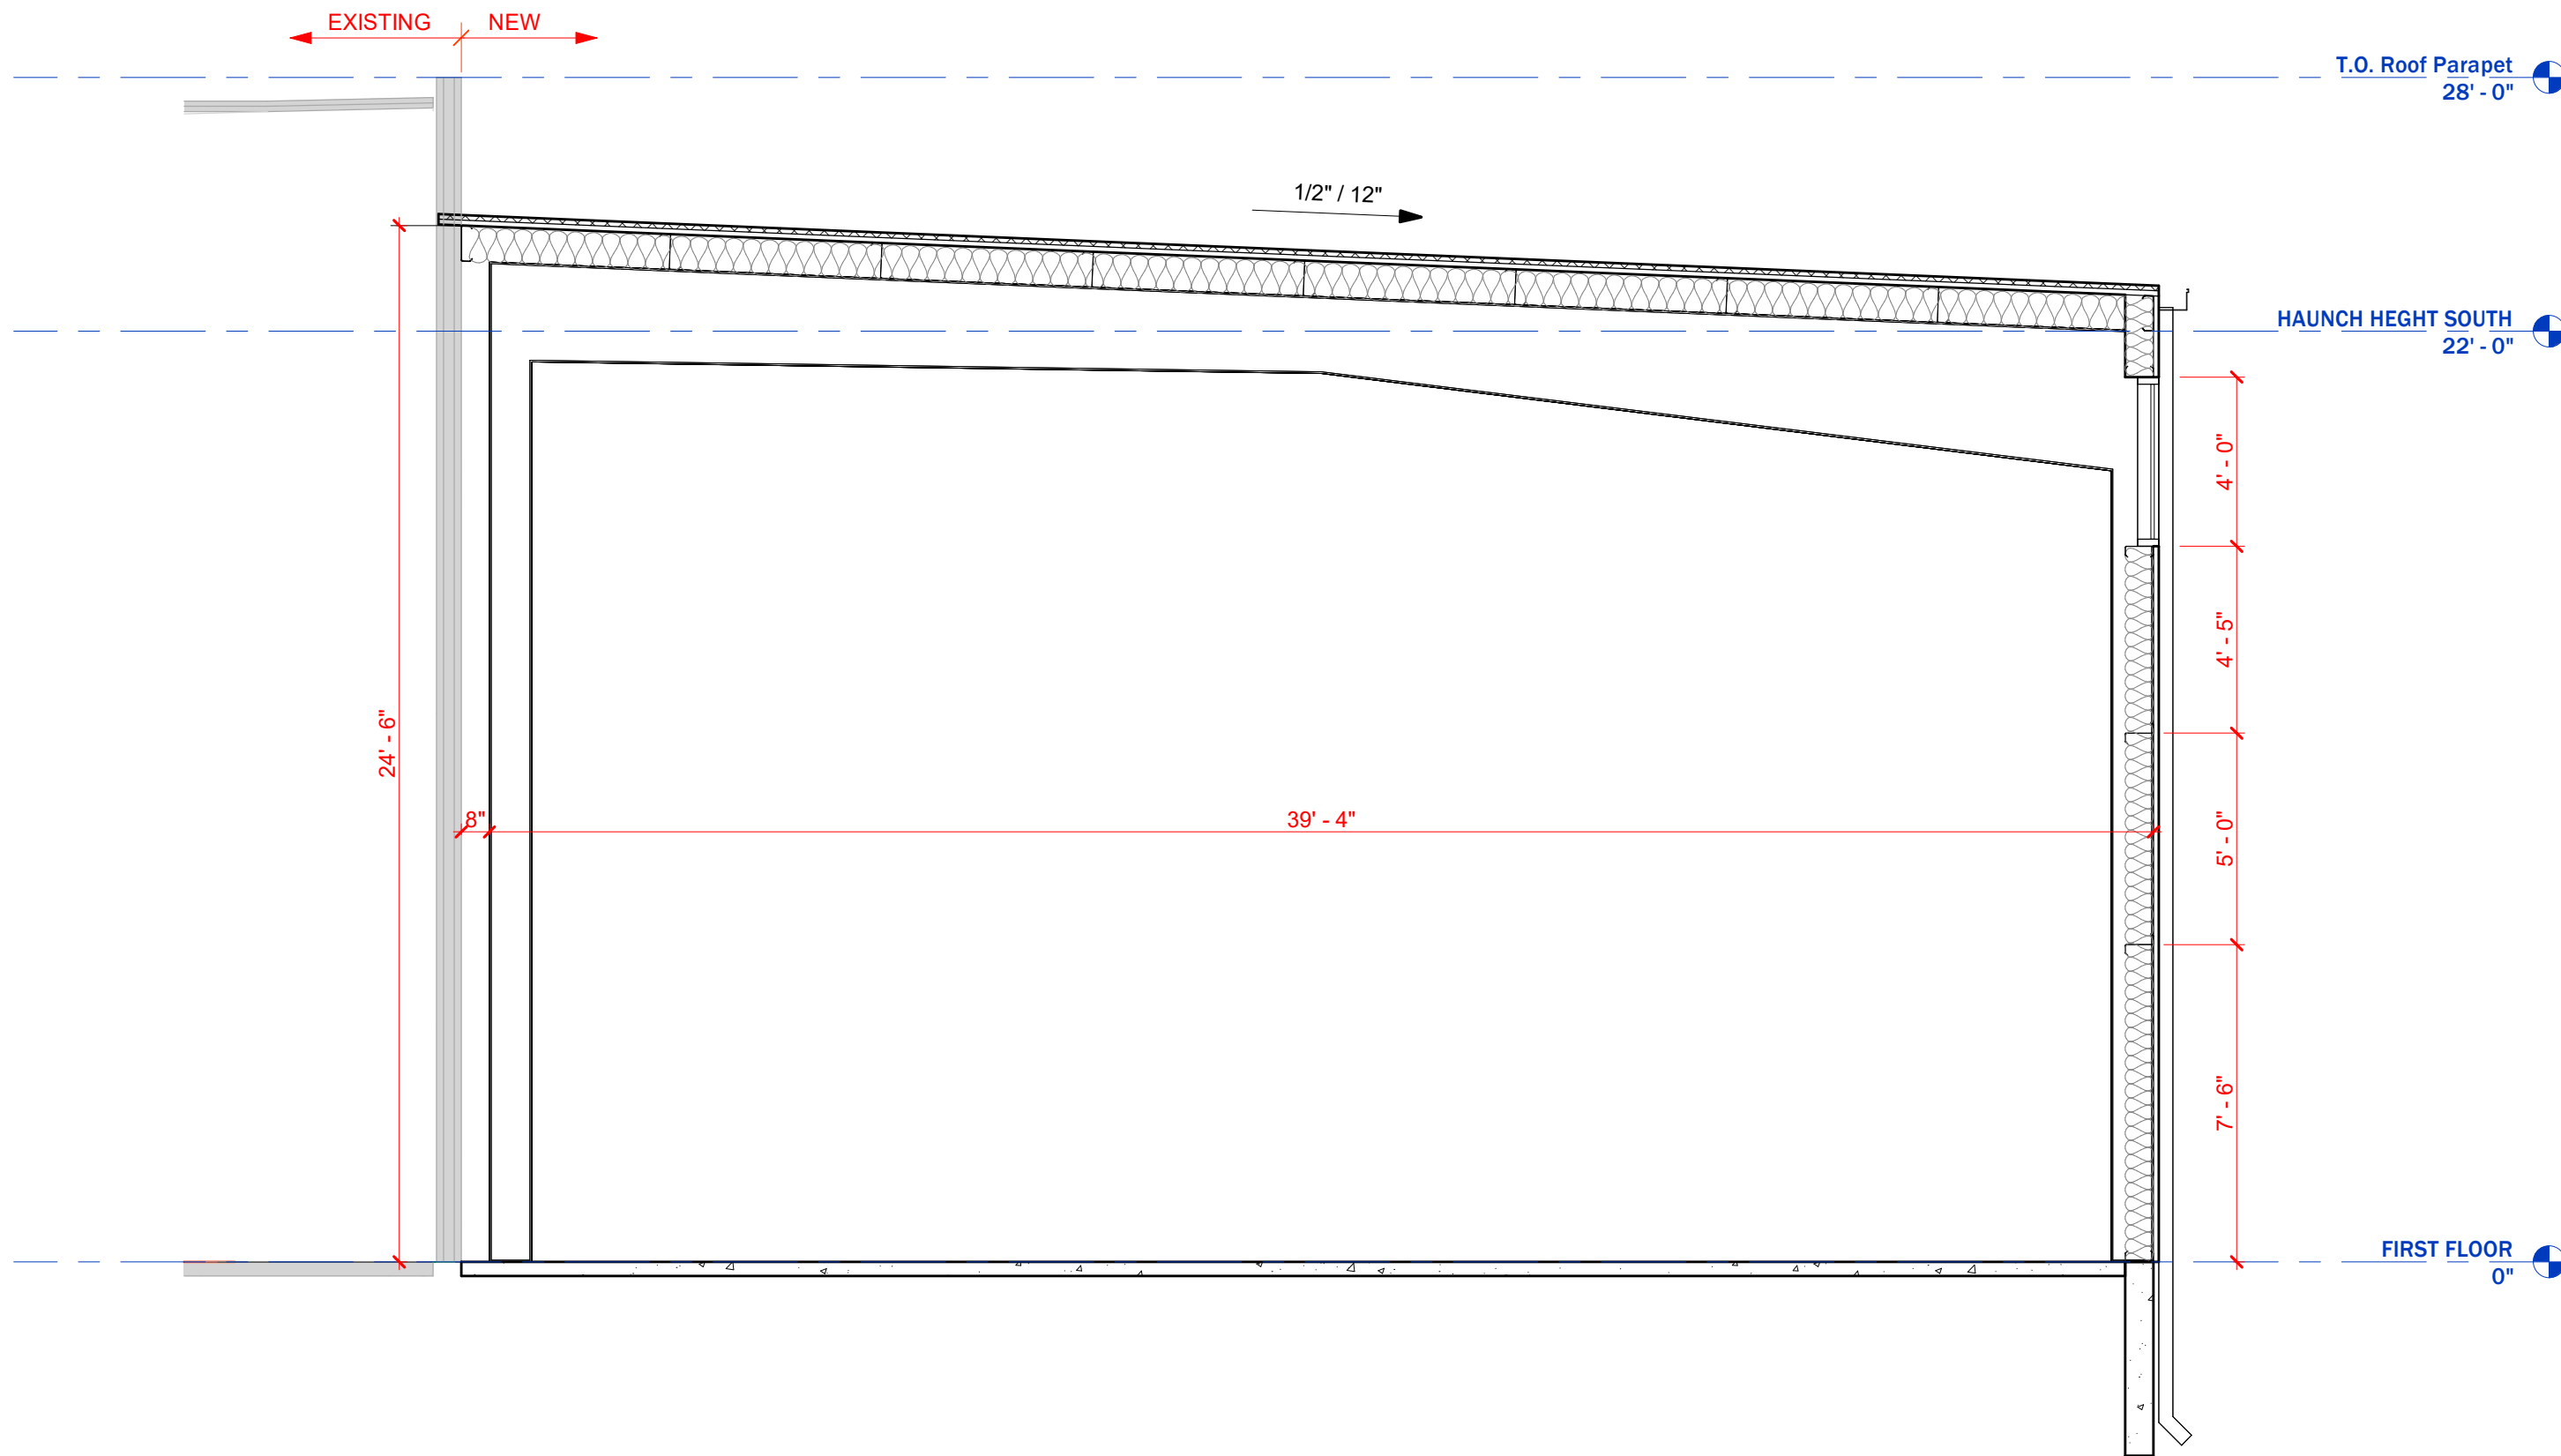 EXISTING
NEW
T.O. Roof Parapet
28' - 0"
1/2" / 12"
HAUNCH HEGHT SOUTH
22' - 0"
4' - 0"
4' - 5"
24' - 6"
8"
39' - 4"
5' - 0"
7' - 6"
FIRST FLOOR
0"